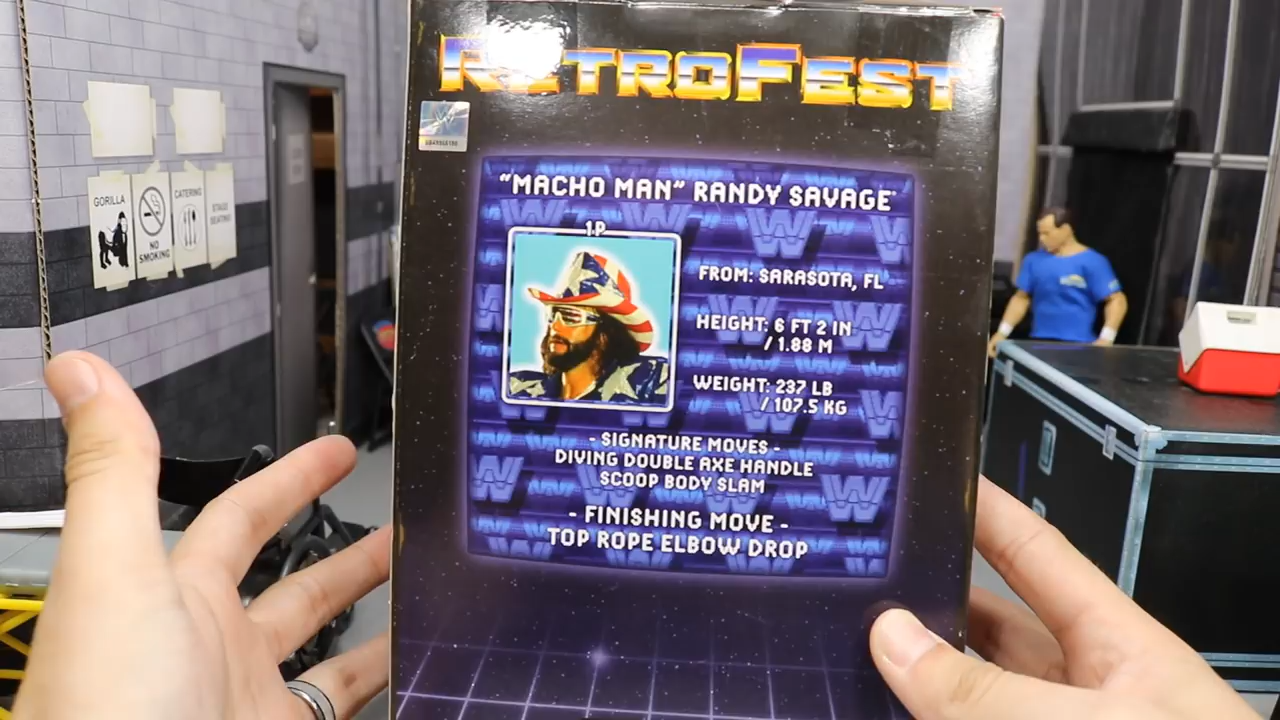 RETROFEST
"MACHO MAN" RANDY SAVAGE
1P
FROM: SARASOTA, FL
HEIGHT: 6 FT 2 IN
/ 1.88 M
WEIGHT: 237 LB
/ 107.5 KG
- SIGNATURE MOVES -
DIVING DOUBLE AXE HANDLE
SCOOP BODY SLAM
- FINISHING MOVE -
TOP ROPE ELBOW DROP
GORILLA
NO
SMOKING
CATERING
STAGE
SEATING